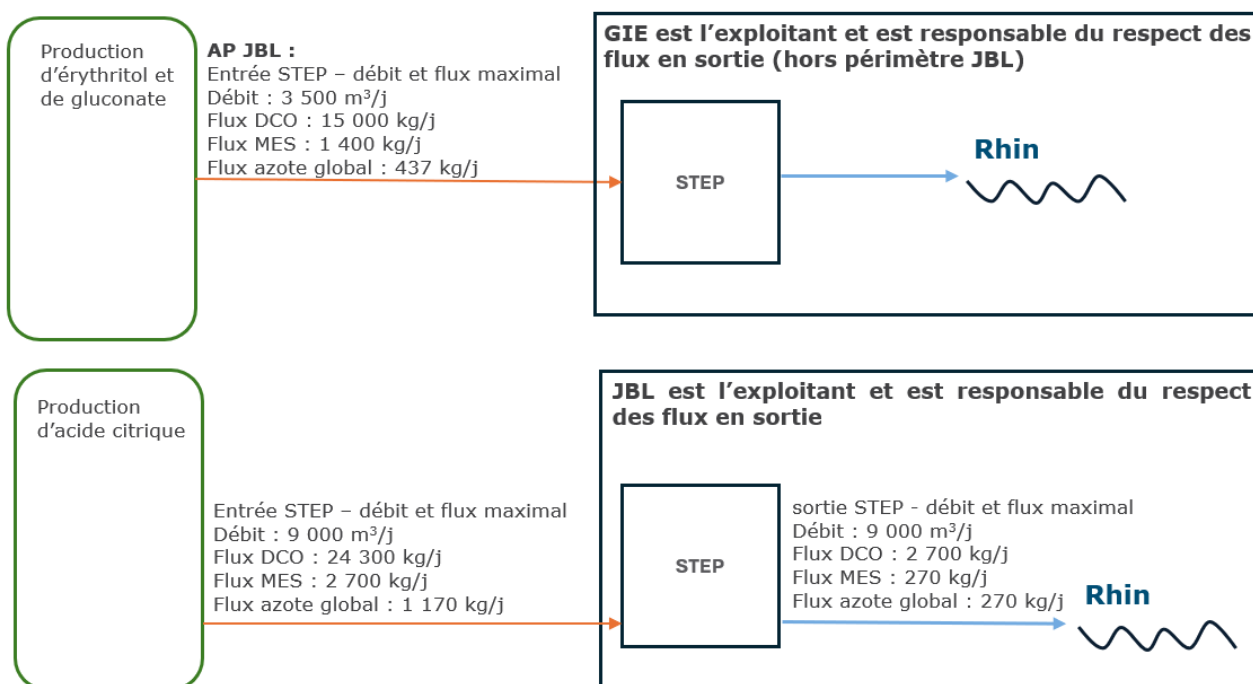 Production
d'érythritol et
de gluconate
AP JBL :
Entrée STEP – débit et flux maximal
Débit : 3 500 m³/j
Flux DCO : 15 000 kg/j
Flux MES : 1 400 kg/j
Flux azote global : 437 kg/j
GIE est l'exploitant et est responsable du respect des
flux en sortie (hors périmètre JBL)
STEP
Rhin
Production
d'acide citrique
Entrée STEP – débit et flux maximal
Débit : 9 000 m³/j
Flux DCO : 24 300 kg/j
Flux MES : 2 700 kg/j
Flux azote global : 1 170 kg/j
JBL est l'exploitant et est responsable du respect
des flux en sortie
STEP
sortie STEP - débit et flux maximal
Débit : 9 000 m³/j
Flux DCO : 2 700 kg/j
Flux MES : 270 kg/j
Flux azote global : 270 kg/j
Rhin